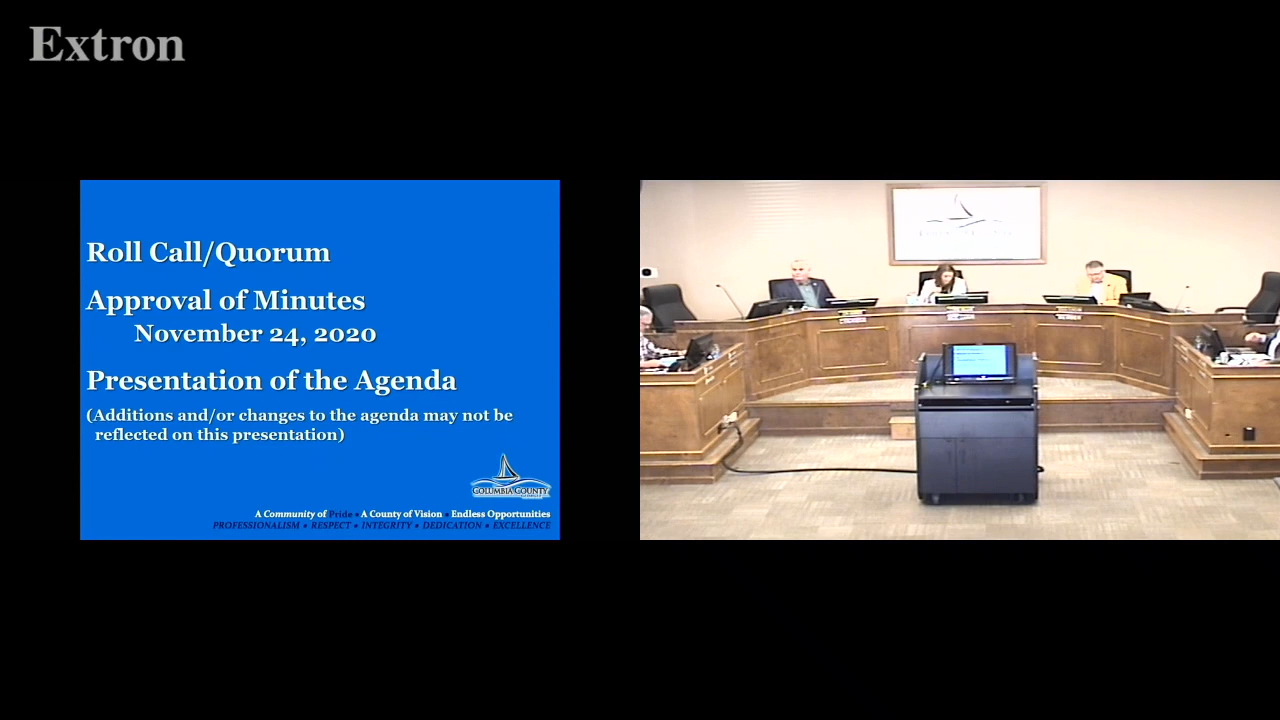 Extron
Roll Call/Quorum
Approval of Minutes
November 24, 2020
Presentation of the Agenda
(Additions and/or changes to the agenda may not be
reflected on this presentation)
COLUMBIA COUNTY
A Community of Pride • A County of Vision • Endless Opportunities
PROFESSIONALISM • RESPECT • INTEGRITY • DEDICATION • EXCELLENCE